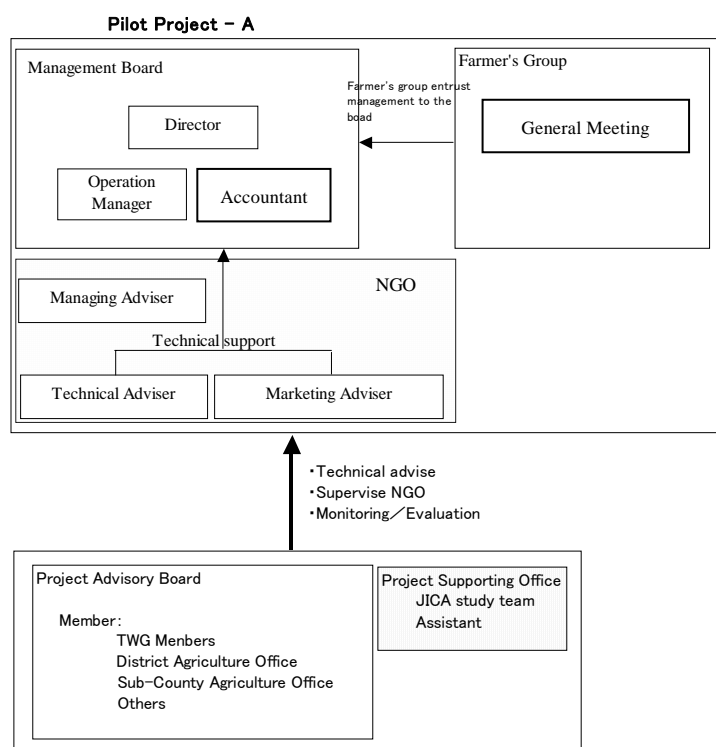 Pilot Project - A
Management Board
Director
Operation
Manager
Accountant
Farmer's group entrust
management to the
boad
Farmer's Group
General Meeting
NGO
Managing Adviser
Technical support
Technical Adviser
Marketing Adviser
・Technical advise
・Supervise NGO
・Monitoring／Evaluation
Project Advisory Board
Member：
TWG Menbers
District Agriculture Office
Sub-County Agriculture Office
Others
Project Supporting Office
JICA study team
Assistant